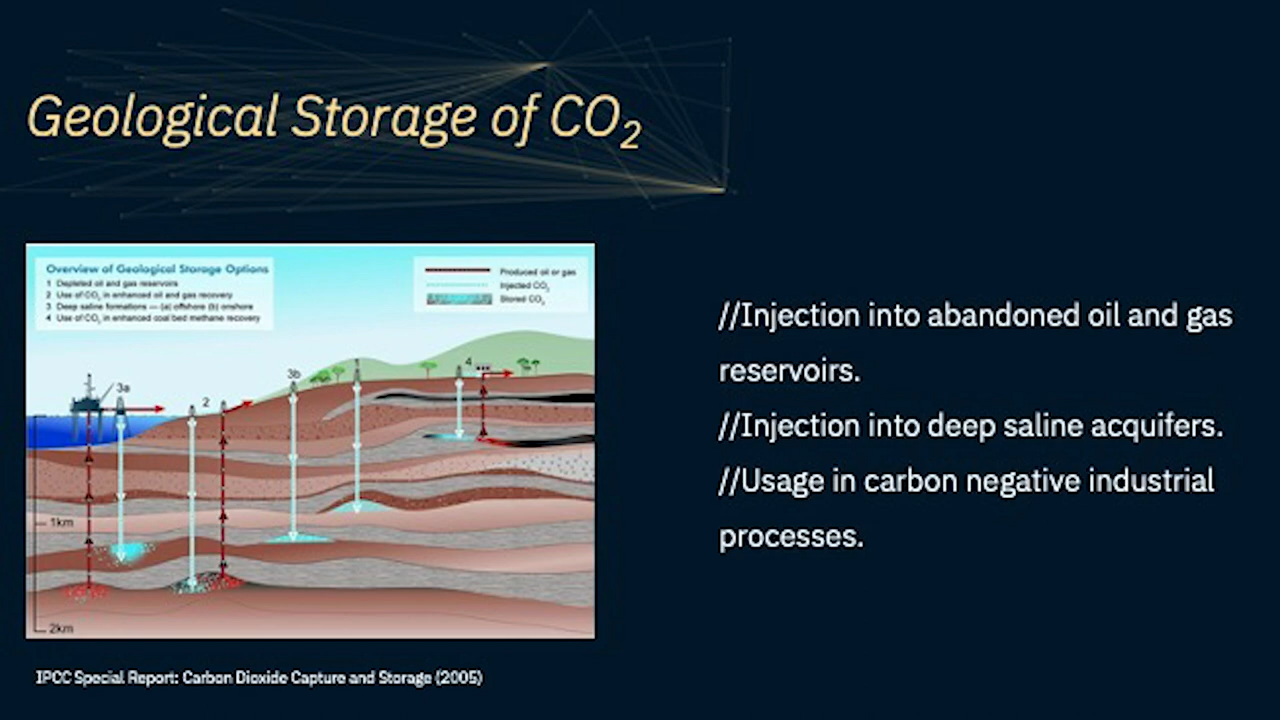 Geological Storage of CO2
Overview of Geological Storage Options
1 Depleted oil and gas reservoirs
2 Use of CO2 in enhanced oil and gas recovery
3 Deep saline formations — (a) offshore (b) onshore
4 Use of CO2 in enhanced coal bed methane recovery
Produced oil or gas
Injected CO2
Stored CO2
4
3b
3a
2
1km
2km
//Injection into abandoned oil and gas
reservoirs.
//Injection into deep saline acquifers.
//Usage in carbon negative industrial
processes.
IPCC Special Report: Carbon Dioxide Capture and Storage (2005)